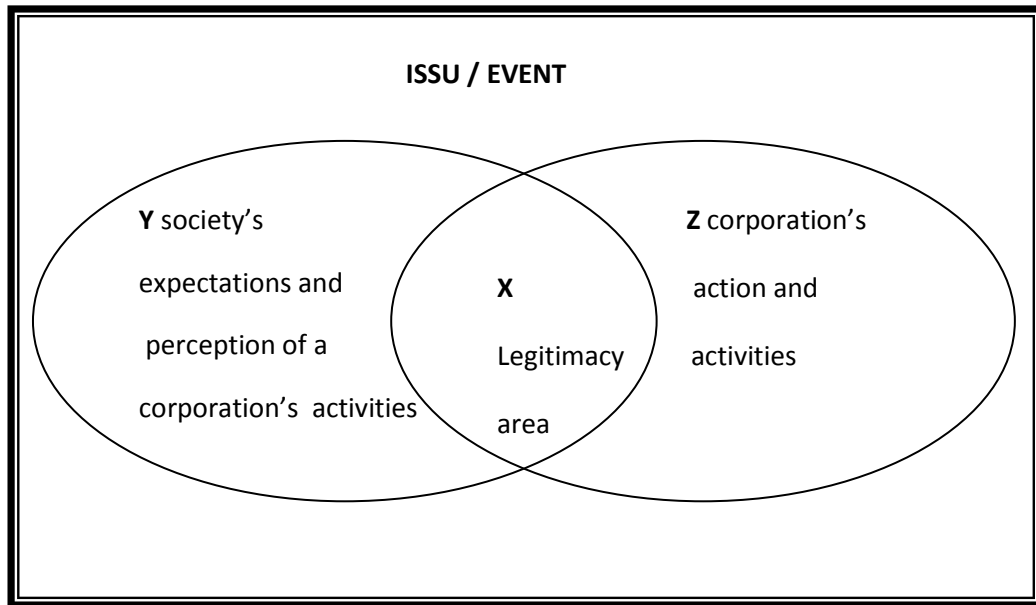 ISSU / EVENT
Y society’s
expectations and
perception of a
corporation’s activities
X
Legitimacy
area
Z corporation’s
action and
activities